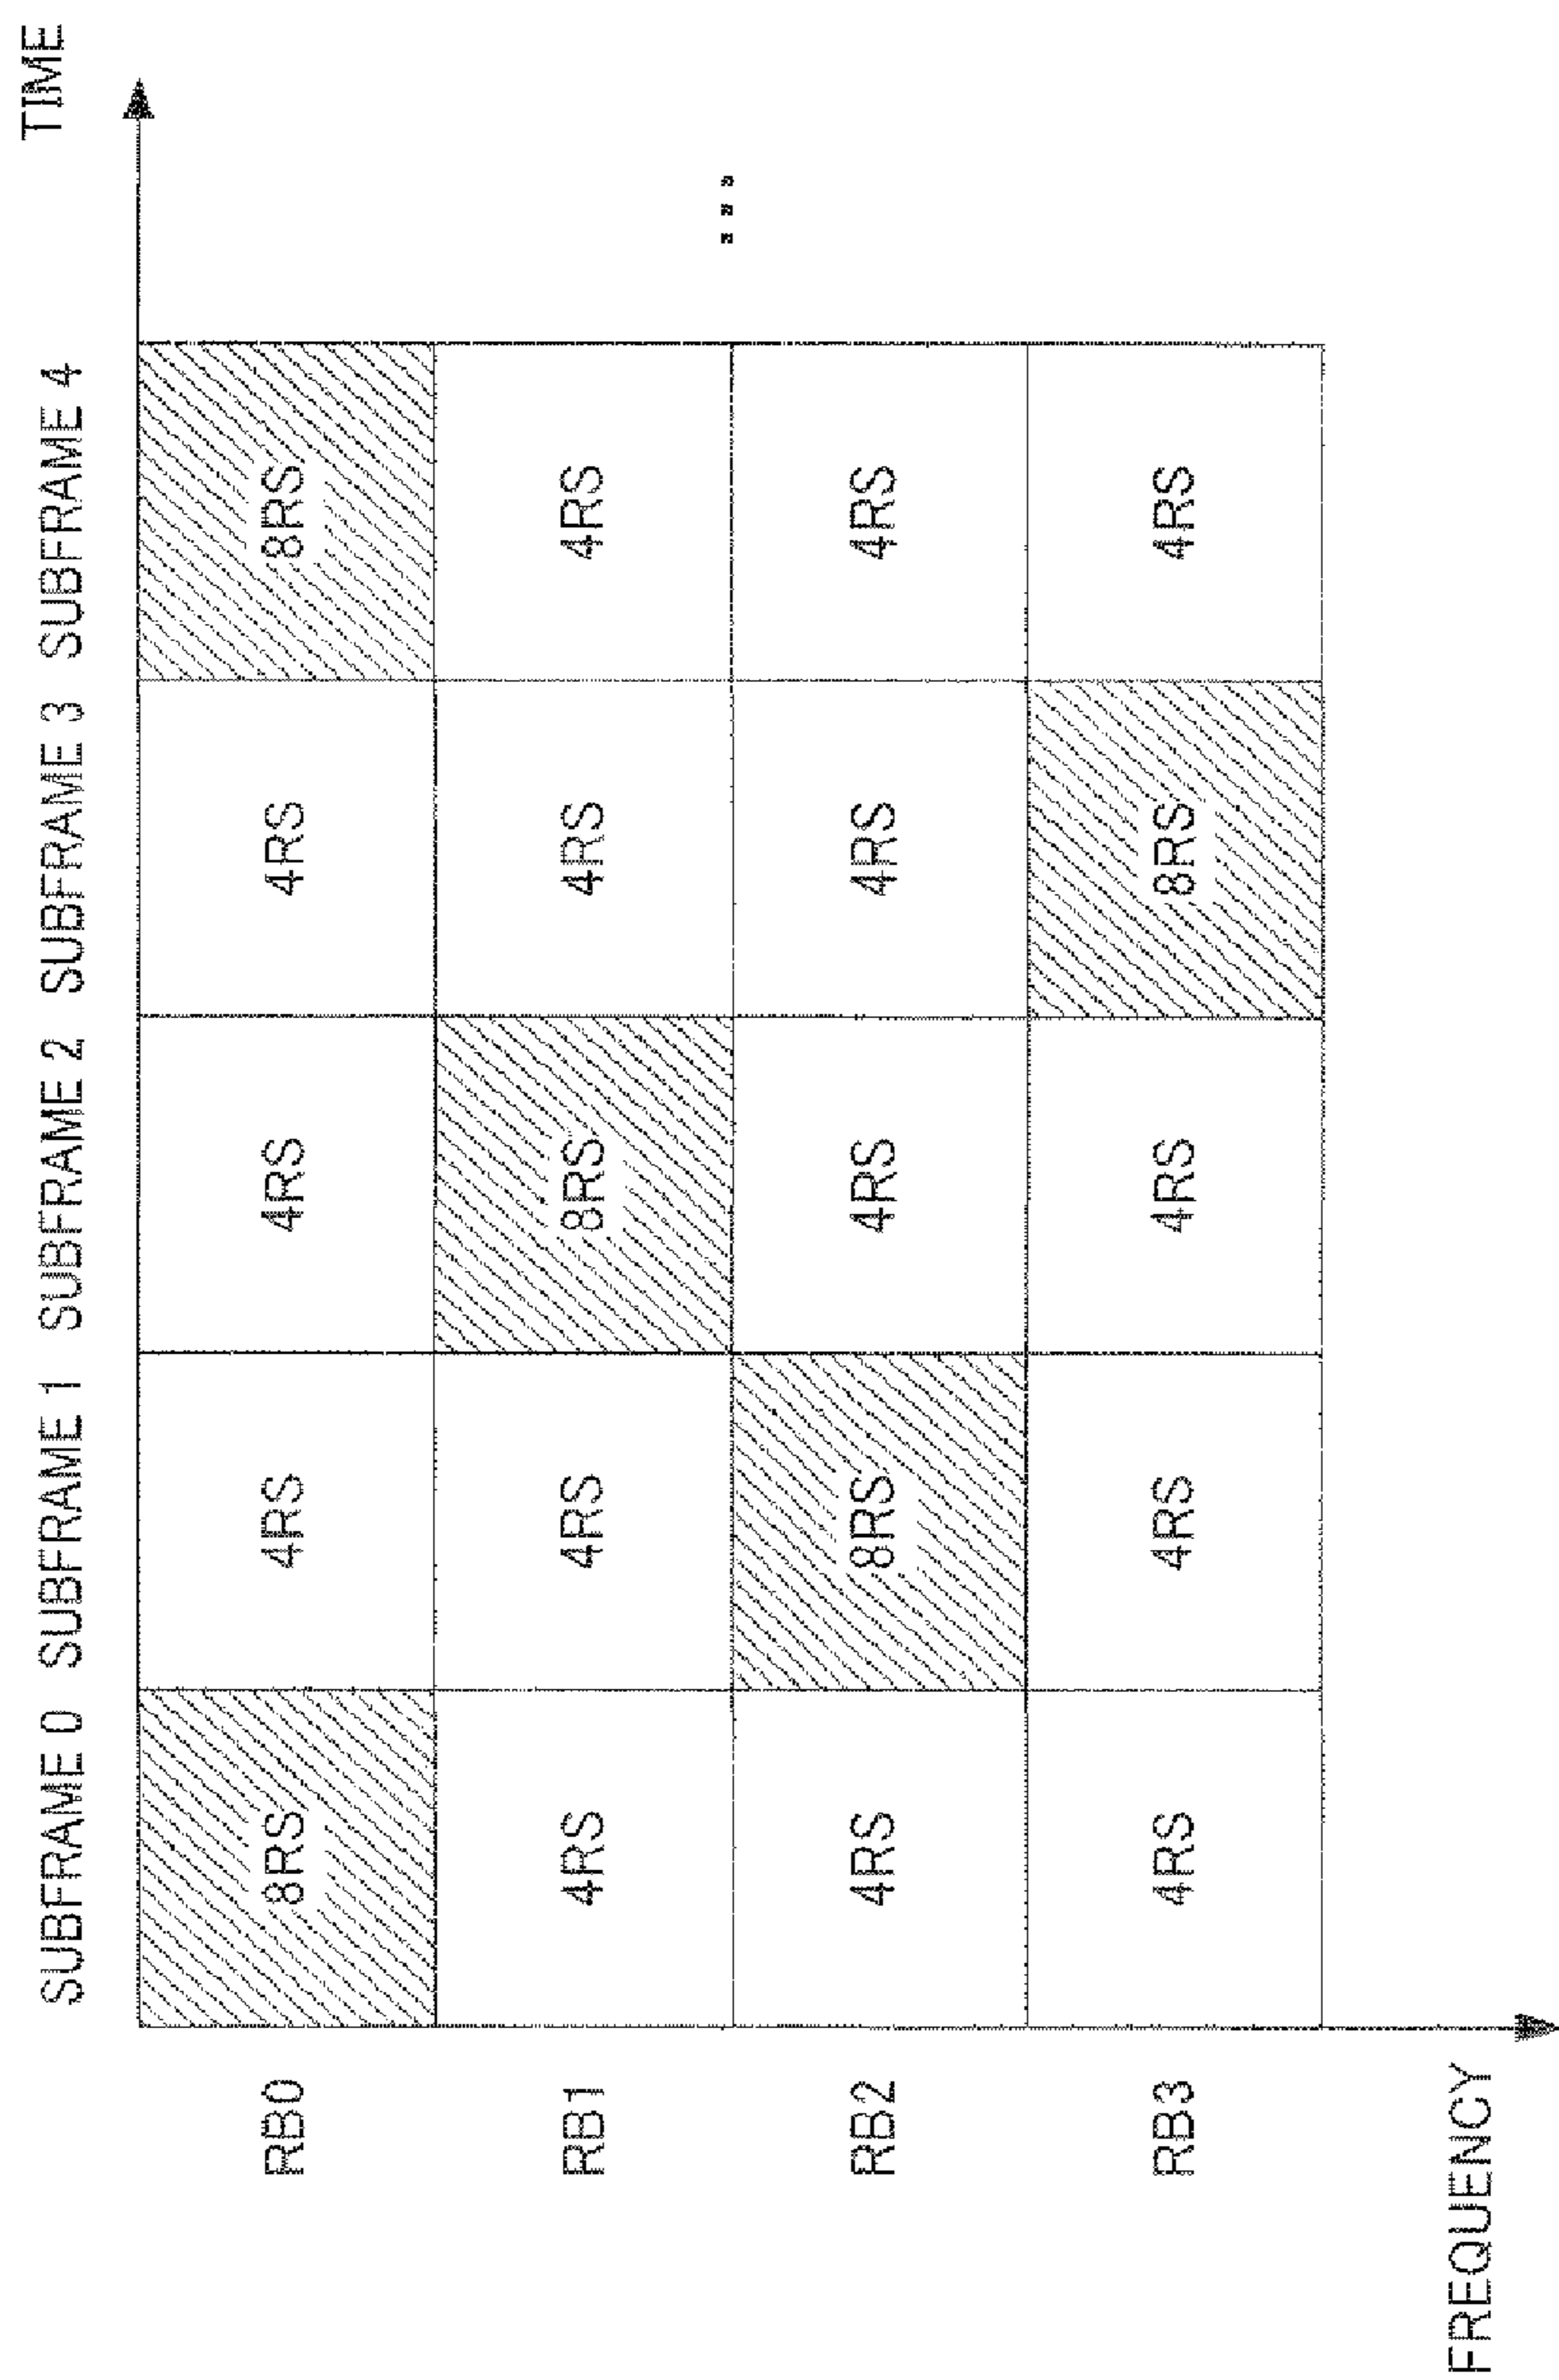 TIME
SUBFRAME 0 SUBFRAME 1 SUBFRAME 2 SUBFRAME 3 SUBFRAME 4
RB0 8RS 4RS 4RS 4RS 8RS
RB1 4RS 4RS 8RS 4RS 4RS
RB2 4RS 8RS 4RS 4RS 4RS
RB3 4RS 4RS 4RS 8RS 4RS
FREQUENCY